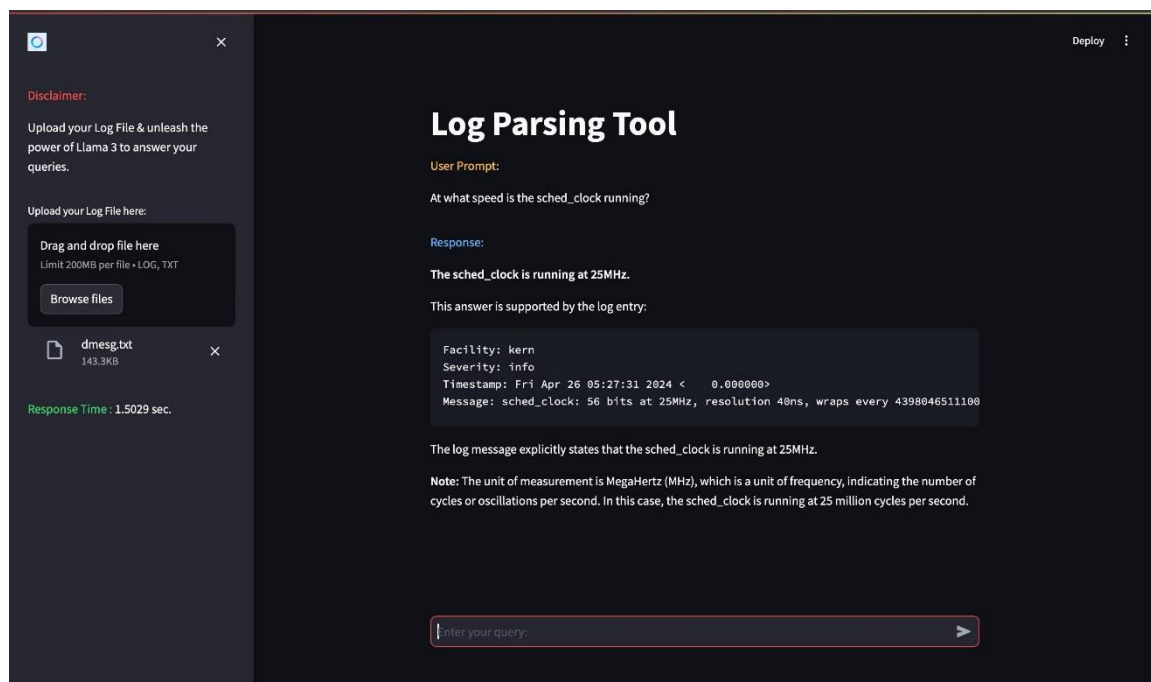 Disclaimer:
Upload your Log File & unleash the
power of Llama 3 to answer your
queries.
Upload your Log File here:
Drag and drop file here
Limit 200MB per file • LOG, TXT
Browse files
dmesg.txt
143.3KB
Response Time : 1.5029 sec.
Deploy
Log Parsing Tool
User Prompt:
At what speed is the sched_clock running?
Response:
The sched_clock is running at 25MHz.
This answer is supported by the log entry:
Facility: kern
Severity: info
Timestamp: Fri Apr 26 05:27:31 2024 <    0.000000>
Message: sched_clock: 56 bits at 25MHz, resolution 40ns, wraps every 4398046511100
The log message explicitly states that the sched_clock is running at 25MHz.
Note: The unit of measurement is MegaHertz (MHz), which is a unit of frequency, indicating the number of
cycles or oscillations per second. In this case, the sched_clock is running at 25 million cycles per second.
Enter your query: